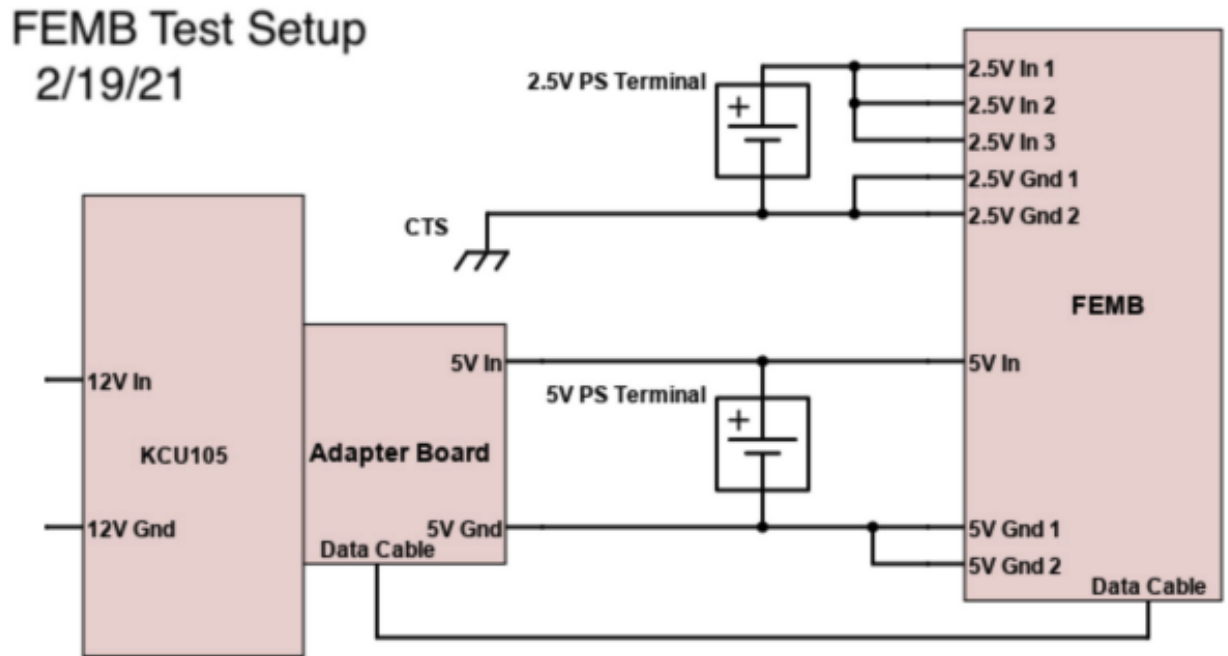 FEMB Test Setup
2/19/21
2.5V PS Terminal
+
2.5V In 1
2.5V In 2
2.5V In 3
2.5V Gnd 1
2.5V Gnd 2
CTS
FEMB
5V In
5V In
12V In
5V PS Terminal
+
KCU105
Adapter Board
12V Gnd
5V Gnd
5V Gnd 1
Data Cable
5V Gnd 2
Data Cable